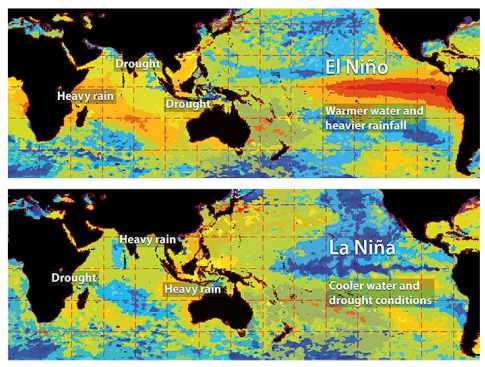 Drought
El Niño
Heavy rain
Drought
Warmer water and
heavier rainfall
Heavy rain
La Niña
Drought
Heavy rain
Cooler water and
drought conditions